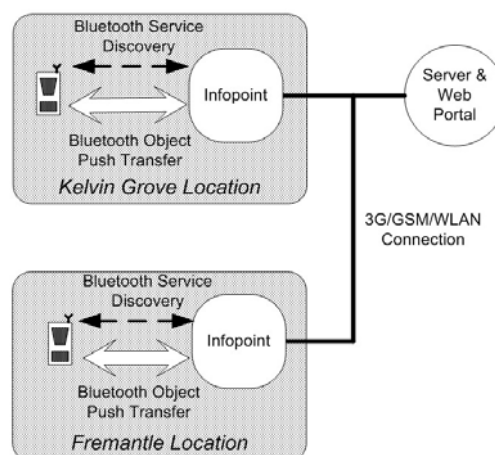 Bluetooth Service
Discovery
Infopoint
Bluetooth Object
Push Transfer
Kelvin Grove Location
Server &
Web
Portal
3G/GSM/WLAN
Connection
Bluetooth Service
Discovery
Infopoint
Bluetooth Object
Push Transfer
Fremantle Location